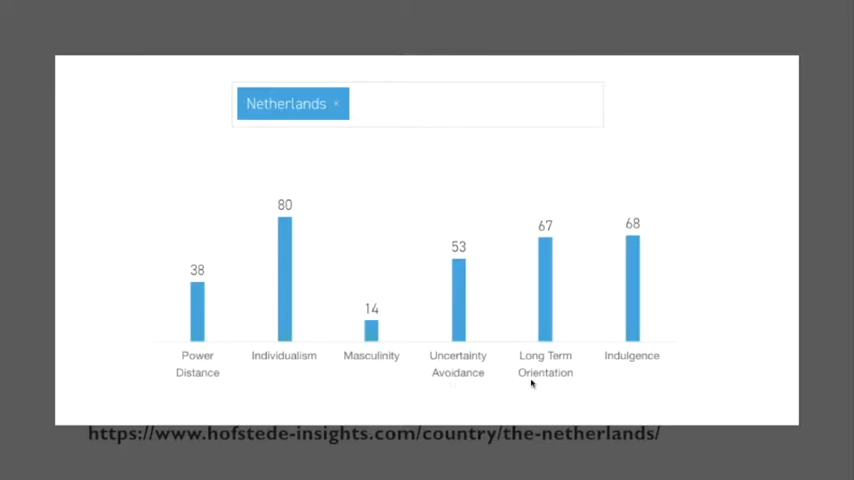 Netherlands ×
80
68
67
53
38
14
Power Distance
Individualism
Masculinity
Uncertainty Avoidance
Long Term Orientation
Indulgence
https://www.hofstede-insights.com/country/the-netherlands/